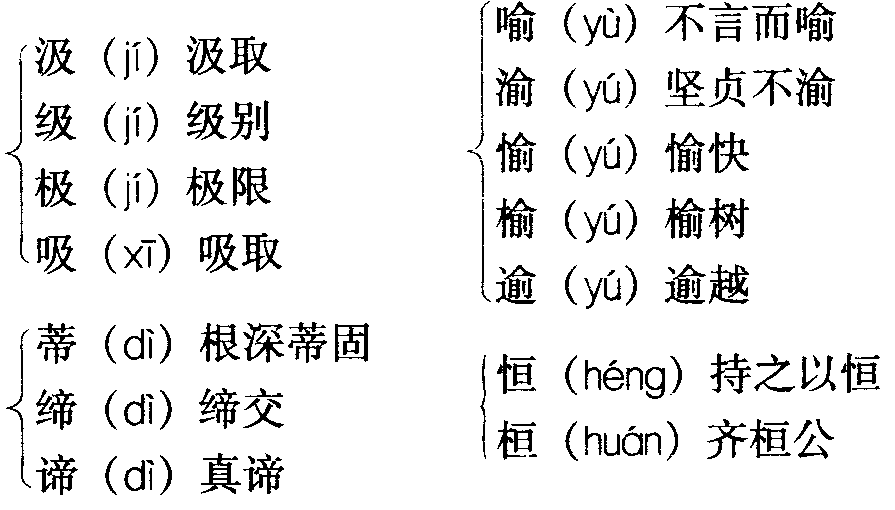 汲（jí）汲取
级（jí）级别
极（jí）极限
吸（xī）吸取
蒂（dì）根深蒂固
缔（dì）缔交
谛（dì）真谛
喻（yù）不言而喻
渝（yú）坚贞不渝
愉（yú）愉快
榆（yú）榆树
逾（yú）逾越
恒（héng）持之以恒
桓（huán）齐桓公